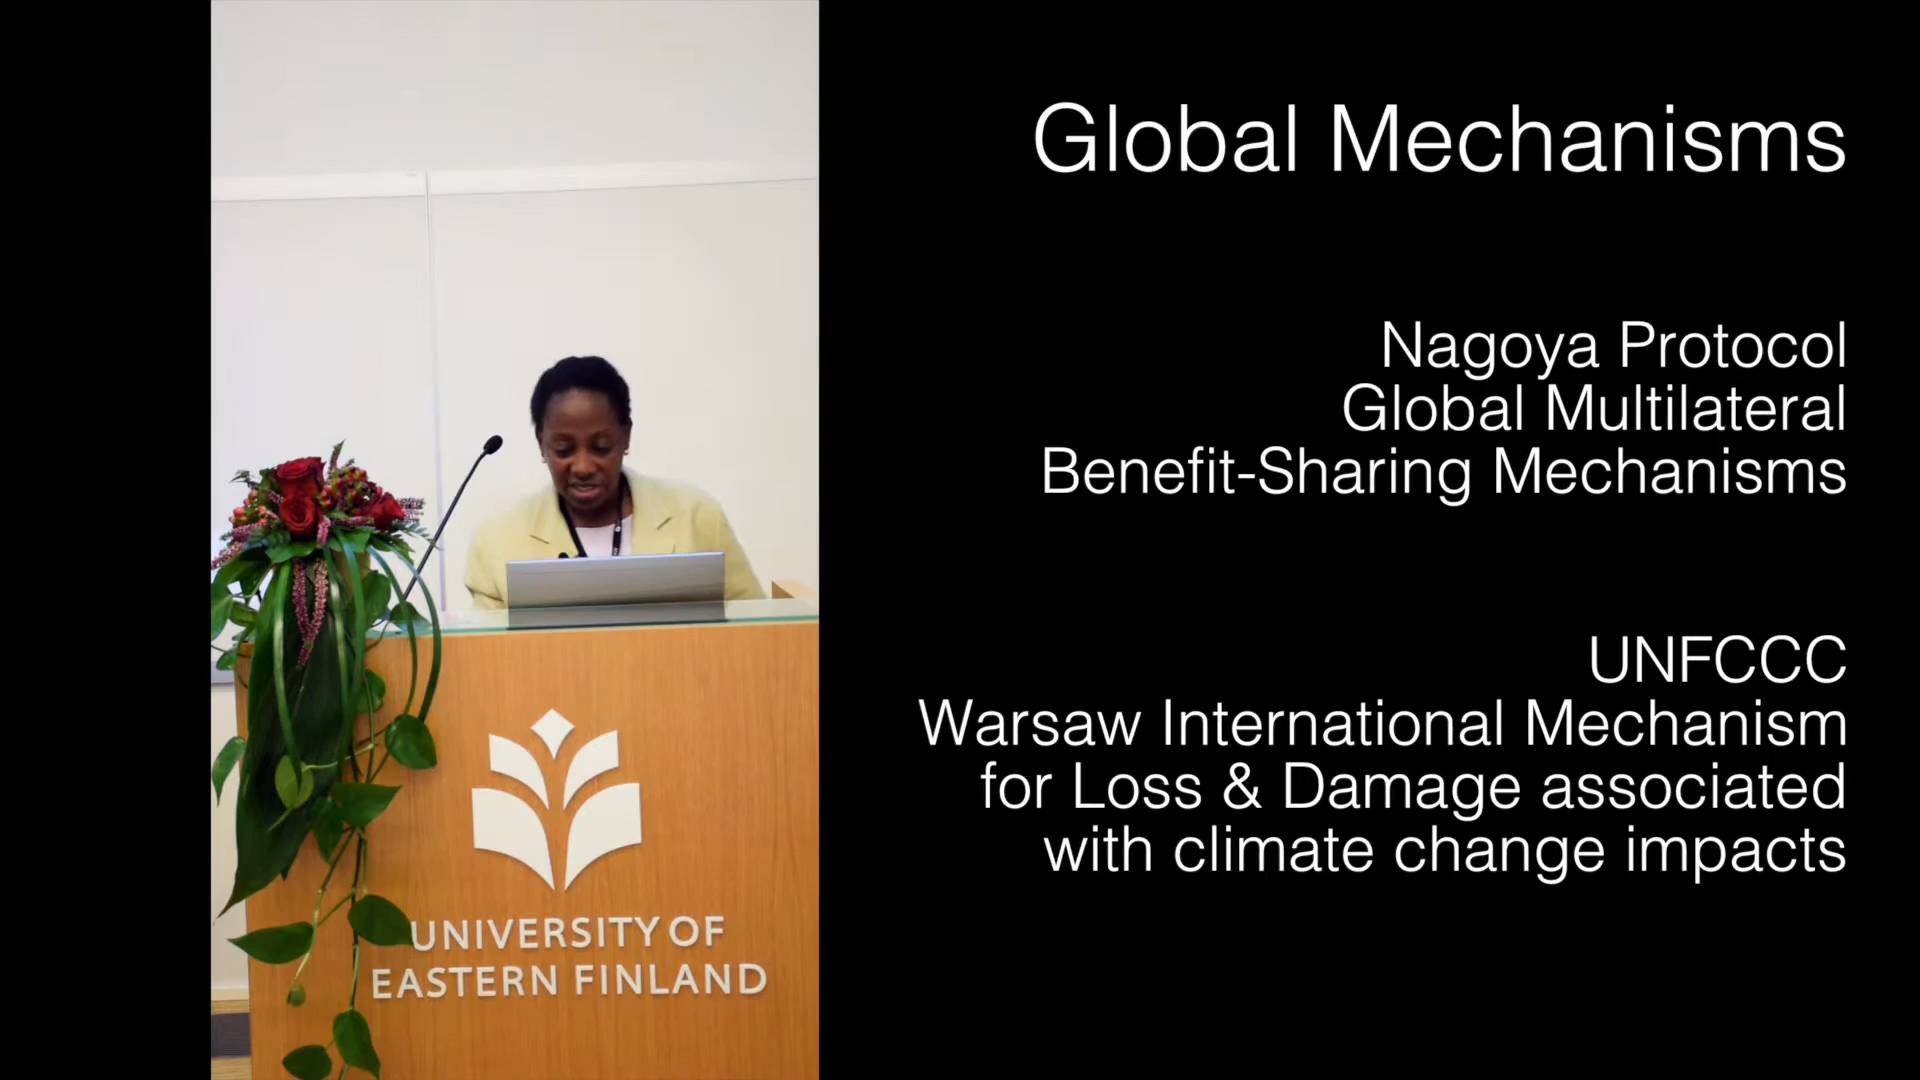 Global Mechanisms
Nagoya Protocol
Global Multilateral
Benefit-Sharing Mechanisms
UNFCCC
Warsaw International Mechanism
for Loss & Damage associated
with climate change impacts
UNIVERSITY OF
EASTERN FINLAND